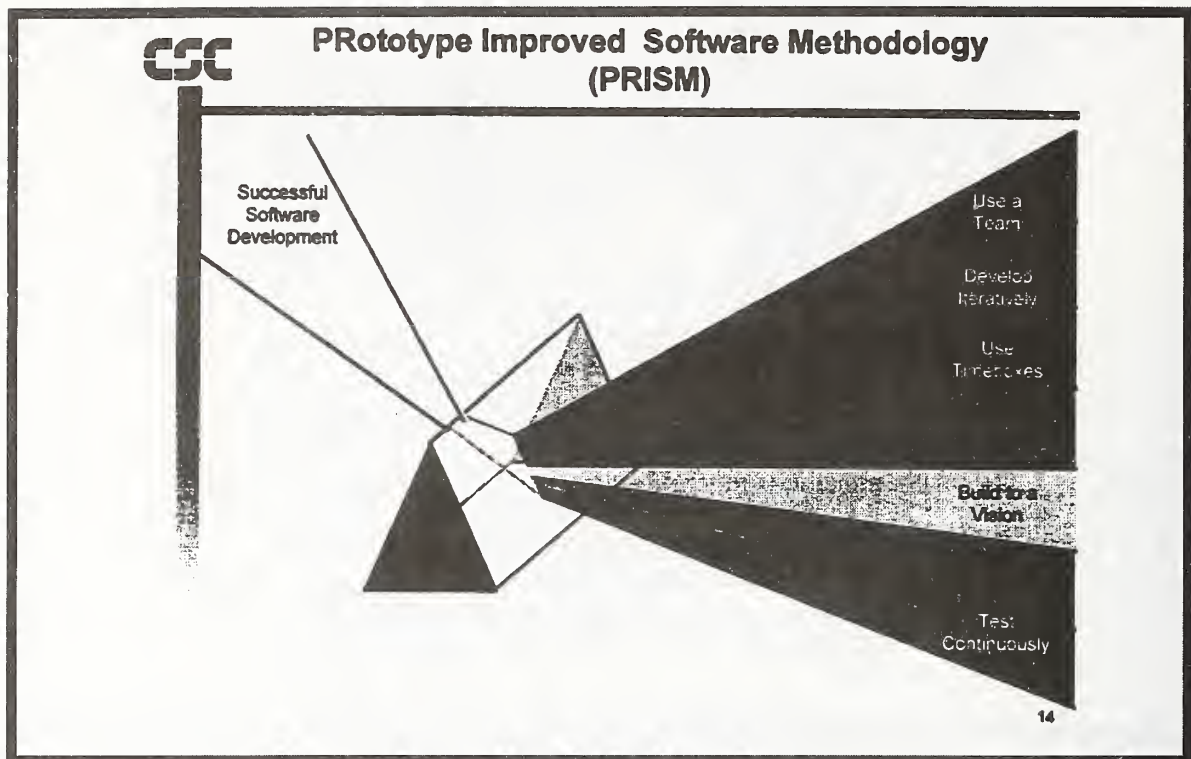 CSC
PRototype Improved Software Methodology
(PRISM)
Successful
Software
Development
Use a
Team
Develop
Iteratively
Use
Timeboxes
Build to a
Vision
Test
Continuously
14